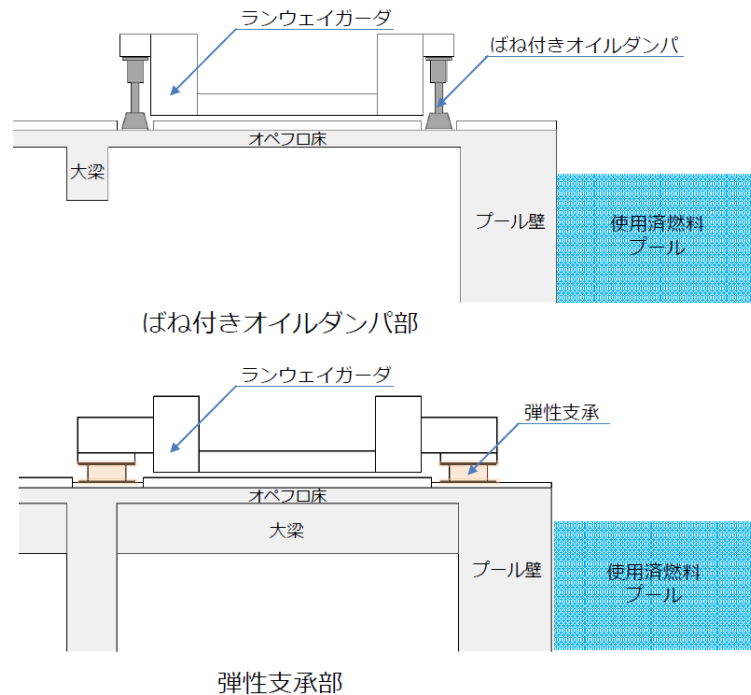 ランウェイガーダ
ばね付きオイルダンパ
オペフロ床
大梁
プール壁
使用済燃料
プール
ばね付きオイルダンパ部
ランウェイガーダ
弾性支承
オペフロ床
大梁
プール壁
使用済燃料
プール
弾性支承部